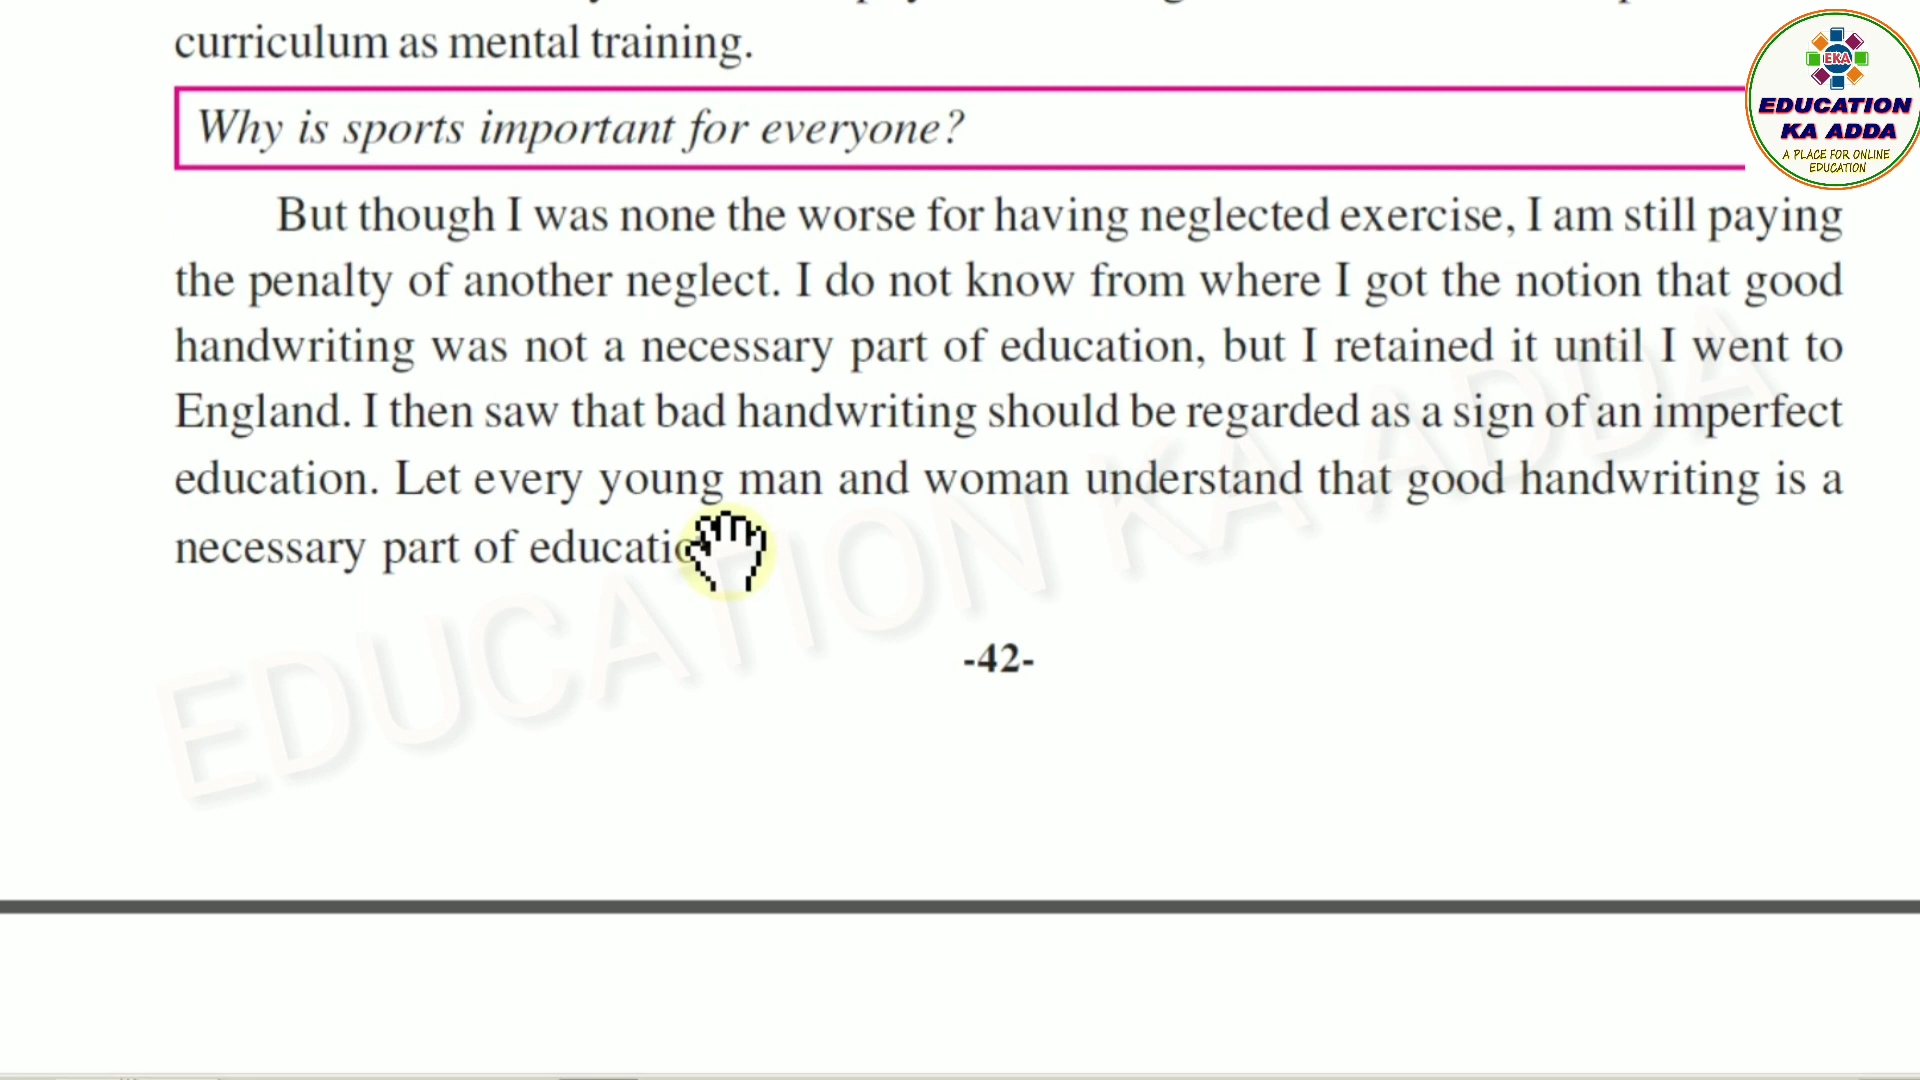 curriculum as mental training.
Why is sports important for everyone?
EKA
EDUCATION
KA ADDA
A PLACE FOR ONLINE
EDUCATION
But though I was none the worse for having neglected exercise, I am still paying
the penalty of another neglect. I do not know from where I got the notion that good
handwriting was not a necessary part of education, but I retained it until I went to
England. I then saw that bad handwriting should be regarded as a sign of an imperfect
education. Let every young man and woman understand that good handwriting is a
necessary part of
EDUCATION KA ADDA
-42-